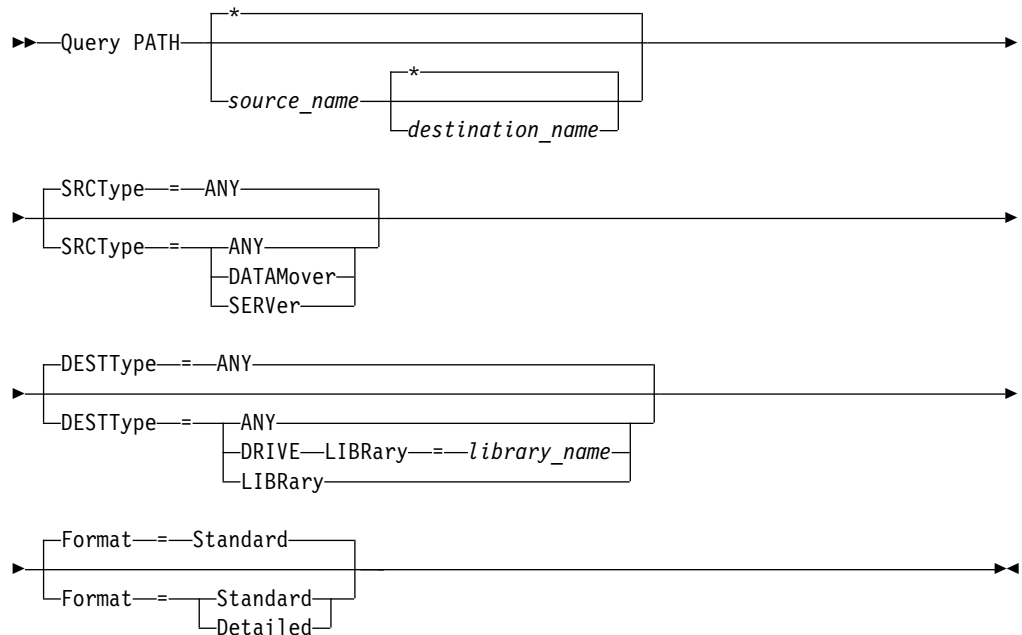 *
Query PATH
*
source_name
destination_name
SRCType = ANY
SRCType = ANY
DATAMover
SERVer
DESTType = ANY
DESTType = ANY
DRIVE LIBRary = library_name
LIBRary
Format = Standard
Format = Standard
Detailed